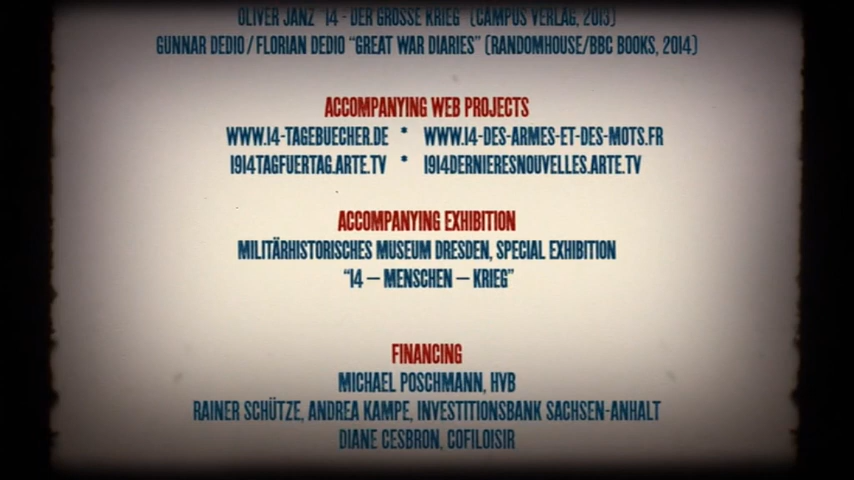 OLIVER JANZ "14 - DER GROSSE KRIEG" (CAMPUS VERLAG, 2013)
GUNNAR DEDIO / FLORIAN DEDIO "GREAT WAR DIARIES" (RANDOMHOUSE/BBC BOOKS, 2014)
ACCOMPANYING WEB PROJECTS
WWW.14-TAGEBUECHER.DE * WWW.14-DES-ARMES-ET-DES-MOTS.FR
1914TAGFUERTAG.ARTE.TV * 1914DERNIERESNOUVELLES.ARTE.TV
ACCOMPANYING EXHIBITION
MILITÄRHISTORISCHES MUSEUM DRESDEN, SPECIAL EXHIBITION
"14 — MENSCHEN — KRIEG"
FINANCING
MICHAEL POSCHMANN, HVB
RAINER SCHÜTZE, ANDREA KAMPE, INVESTITIONSBANK SACHSEN-ANHALT
DIANE CESBRON, COFILOISIR